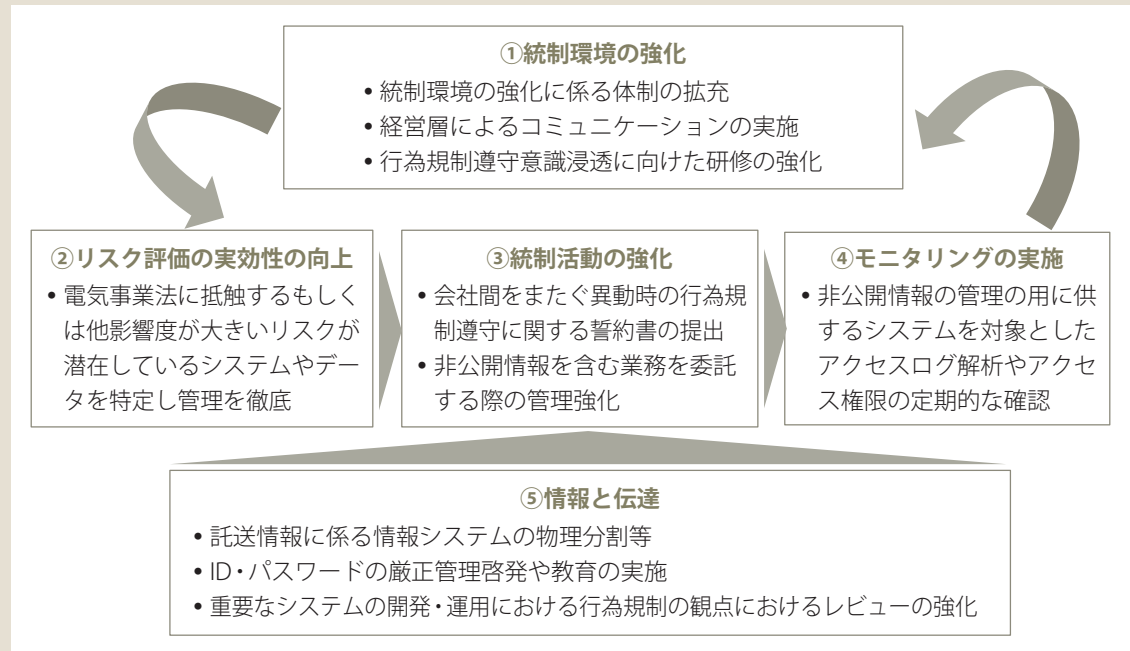 ①統制環境の強化
•統制環境の強化に係る体制の拡充
•経営層によるコミュニケーションの実施
•行為規制遵守意識浸透に向けた研修の強化
②リスク評価の実効性の向上
•電気事業法に抵触するもしく
は他影響度が大きいリスクが
潜在しているシステムやデー
タを特定し管理を徹底
③統制活動の強化
•会社間をまたぐ異動時の行為規
制遵守に関する誓約書の提出
•非公開情報を含む業務を委託
する際の管理強化
④モニタリングの実施
•非公開情報の管理の用に供
するシステムを対象とした
アクセスログ解析やアクセ
ス権限の定期的な確認
⑤情報と伝達
•託送情報に係る情報システムの物理分割等
•ID・パスワードの厳正管理啓発や教育の実施
•重要なシステムの開発・運用における行為規制の観点におけるレビューの強化